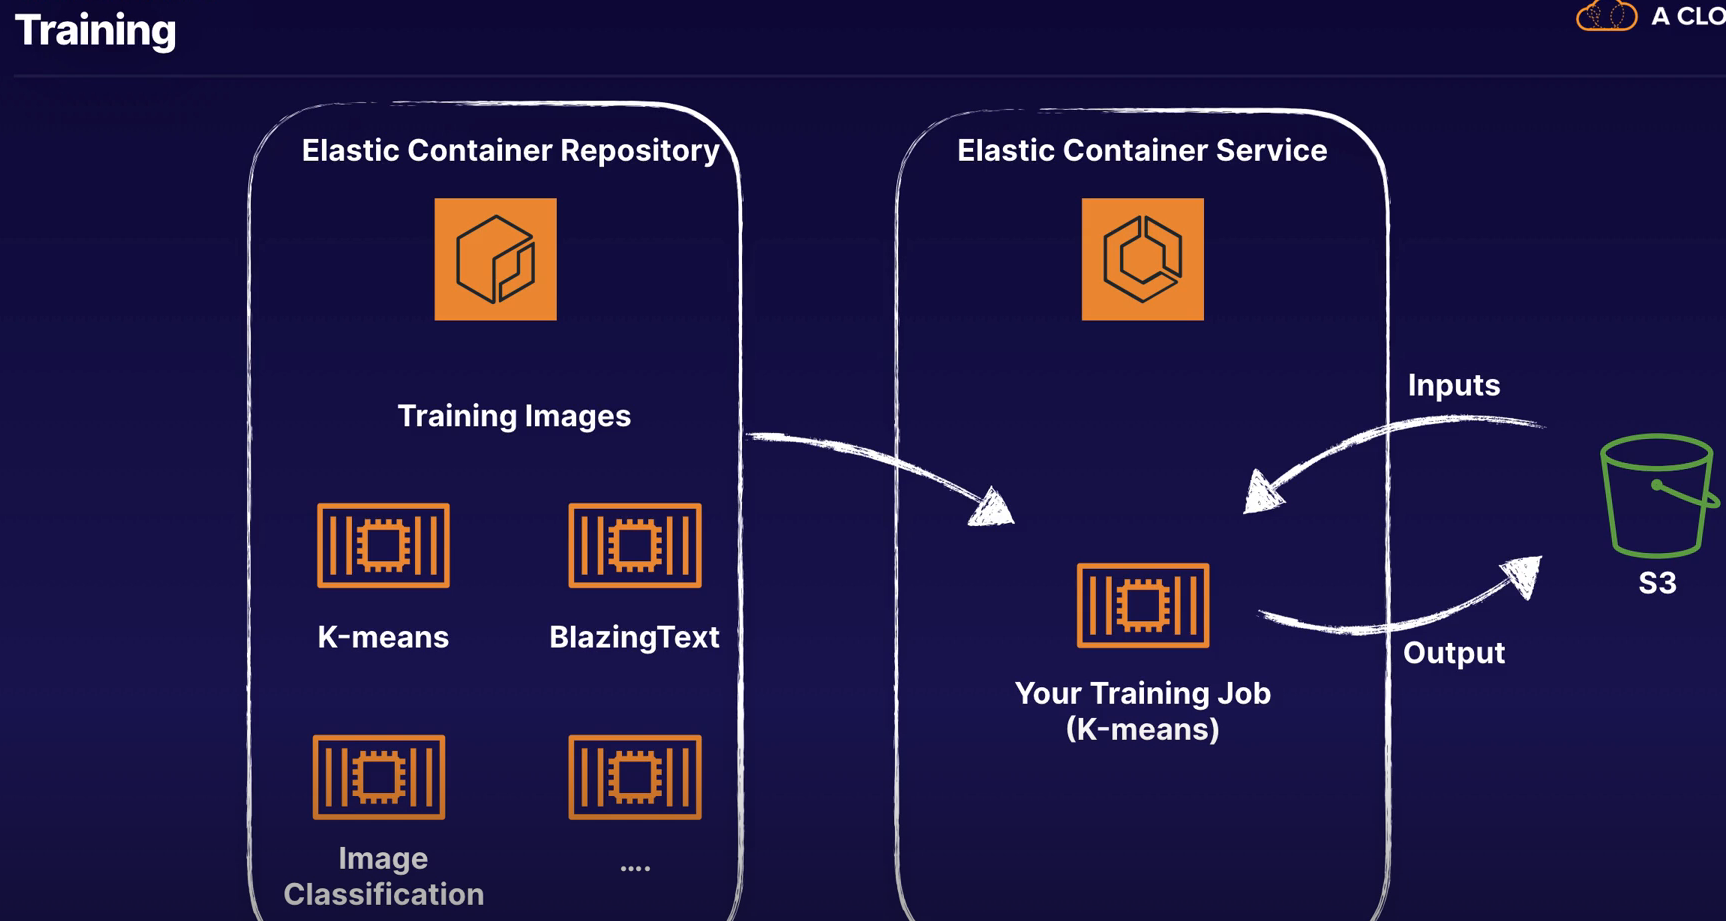 Training
A CLO
Elastic Container Repository
Elastic Container Service
Training Images
Inputs
K-means
BlazingText
S3
Output
Your Training Job
(K-means)
Image
Classification
....